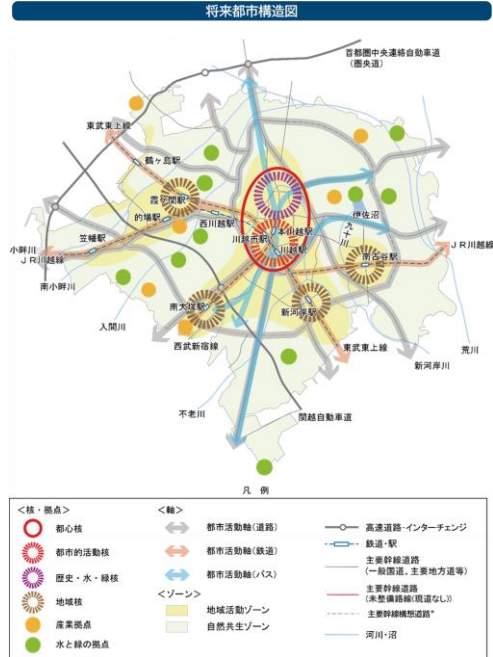 将来都市構造図
首都圏中央連絡自動車道
(圏央道)
東武東上線
鶴ヶ島駅
霞ヶ関駅
的場駅
西川越駅
笠幡駅
小畔川
JR川越線
南小畔川
本川越駅
川越市駅
川越駅
伊佐沼
九十川
JR川越線
南古谷駅
南大塚駅
新河岸駅
入間川
西武新宿線
東武東上線
荒川
新河岸川
不老川
関越自動車道
凡 例
<核・拠点>
都心核
都市的活動核
歴史・水・緑核
地域核
産業拠点
水と緑の拠点
<軸>
都市活動軸(道路)
都市活動軸(鉄道)
都市活動軸(バス)
<ゾーン>
地域活動ゾーン
自然共生ゾーン
高速道路・インターチェンジ
鉄道・駅
主要幹線道路
(一般国道、主要地方道等)
主要幹線道路
(未整備路線(現道なし))
主要幹線構想道路*
河川・沼